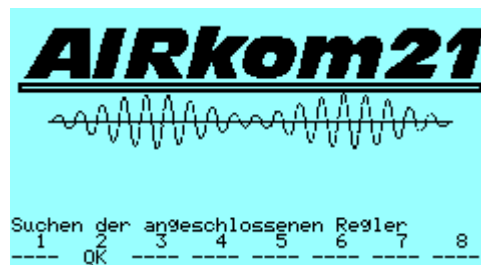 AIRkom21
Suchen der angeschlossenen Regler
1 2 3 4 5 6 7 8
---- OK ---- ---- ---- ---- ---- ----